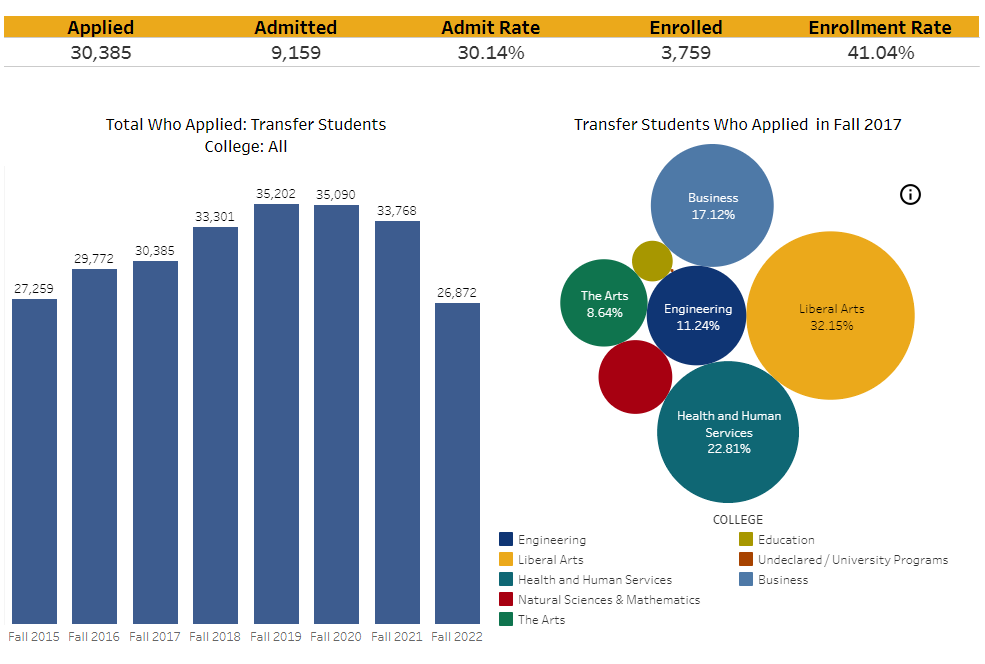 Applied Admitted Admit Rate Enrolled Enrollment Rate
30,385 9,159 30.14% 3,759 41.04%
Total Who Applied: Transfer Students
College: All
27,259
29,772
30,385
33,301
35,202
35,090
33,768
26,872
Fall 2015 Fall 2016 Fall 2017 Fall 2018 Fall 2019 Fall 2020 Fall 2021 Fall 2022
Transfer Students Who Applied in Fall 2017
Business
17.12%
The Arts
8.64%
Engineering
11.24%
Liberal Arts
32.15%
Health and Human
Services
22.81%
COLLEGE
Engineering
Liberal Arts
Health and Human Services
Natural Sciences & Mathematics
The Arts
Education
Undeclared / University Programs
Business